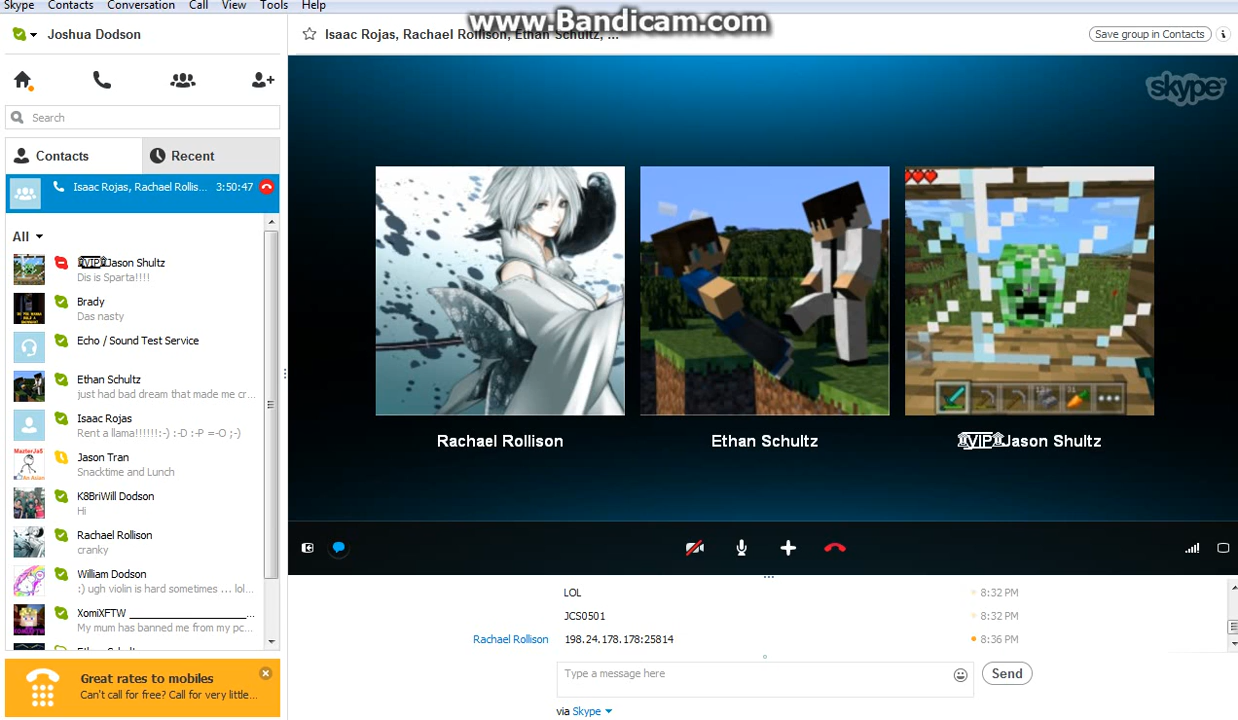 Skype Contacts Conversation Call View Tools Help
www.Bandicam.com
Joshua Dodson
Isaac Rojas, Rachael Rollison, Ethan Schultz, ...
Save group in Contacts
Search
skype
Contacts
Recent
Isaac Rojas, Rachael Rollis... 3:50:47
All
VIP Jason Shultz
Dis is Sparta!!!!
Brady
Das nasty
Echo / Sound Test Service
Ethan Schultz
just had bad dream that made me cr...
Isaac Rojas
Rent a llama!!!!!!:-) :-D :-P =-O ;-)
Jason Tran
Snacktime and Lunch
K8BriWill Dodson
Hi
Rachael Rollison
cranky
William Dodson
:) ugh violin is hard sometimes ... lol...
XomiXFTW ____________________...
My mum has banned me from my pc...
Great rates to mobiles
Can't call for free? Call for very little...
Rachael Rollison
Ethan Schultz
VIP Jason Shultz
LOL 8:32 PM
JCS0501 8:32 PM
Rachael Rollison 198.24.178.178:25814 8:36 PM
Type a message here
Send
via Skype